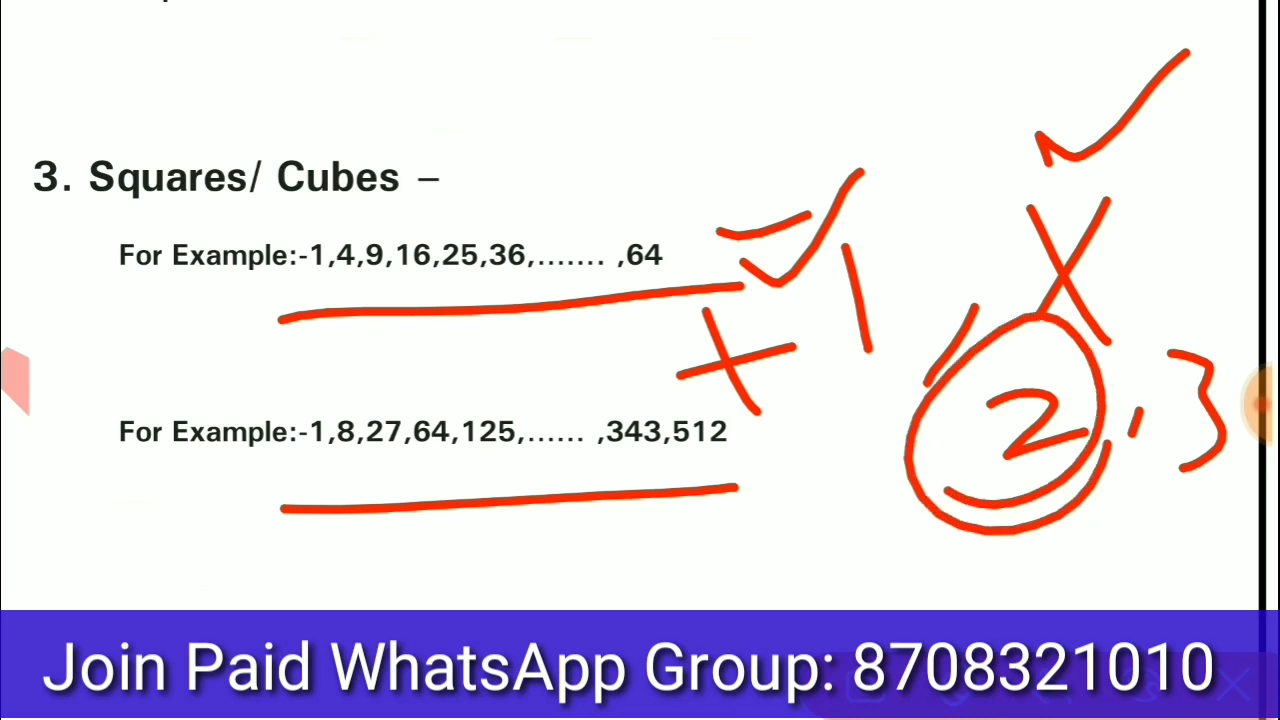 3. Squares/ Cubes –
For Example:-1,4,9,16,25,36,....... ,64
+ 1
X
2, 3
For Example:-1,8,27,64,125,...... ,343,512
Join Paid WhatsApp Group: 8708321010